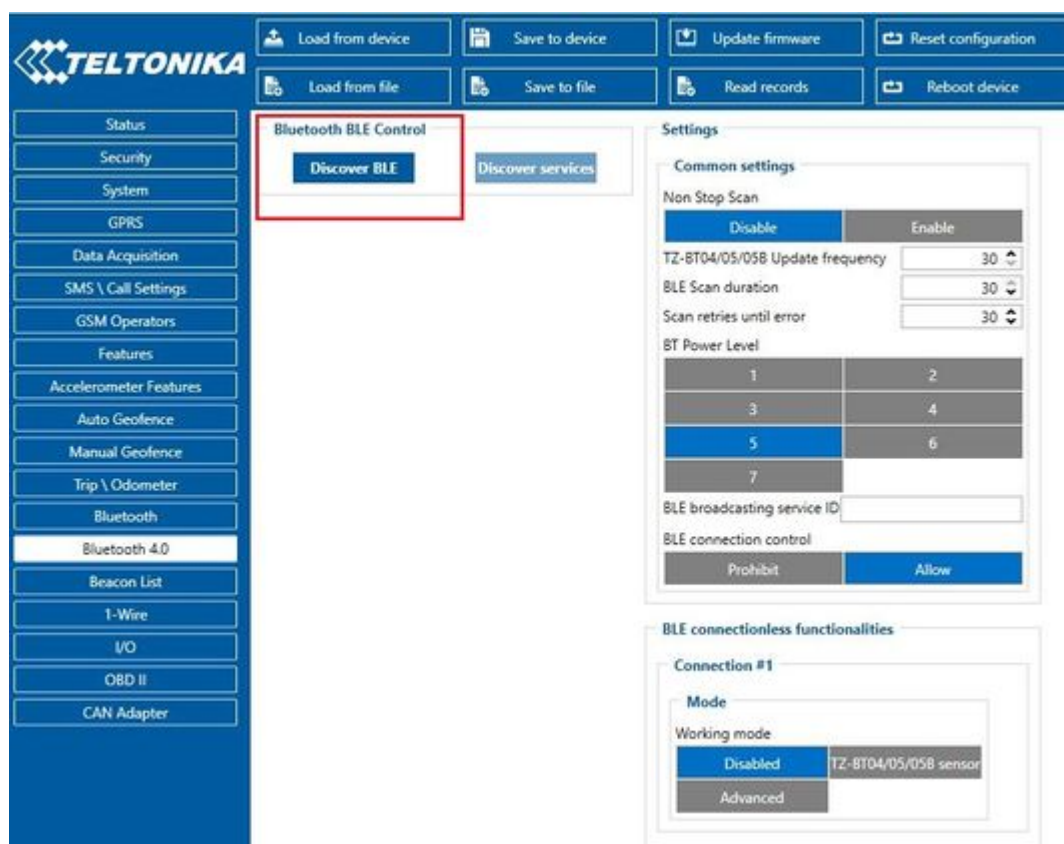 TELTONIKA
Load from device
Save to device
Update firmware
Reset configuration
Load from file
Save to file
Read records
Reboot device
Status
Security
System
GPRS
Data Acquisition
SMS \ Call Settings
GSM Operators
Features
Accelerometer Features
Auto Geofence
Manual Geofence
Trip \ Odometer
Bluetooth
Bluetooth 4.0
Beacon List
1-Wire
I/O
OBD II
CAN Adapter
Bluetooth BLE Control
Discover BLE
Discover services
Settings
Common settings
Non Stop Scan
Disable
Enable
TZ-BT04/05/05B Update frequency
30
BLE Scan duration
30
Scan retries until error
30
BT Power Level
1
2
3
4
5
6
7
BLE broadcasting service ID
BLE connection control
Prohibit
Allow
BLE connectionless functionalities
Connection #1
Mode
Working mode
Disabled
TZ-BT04/05/05B sensor
Advanced